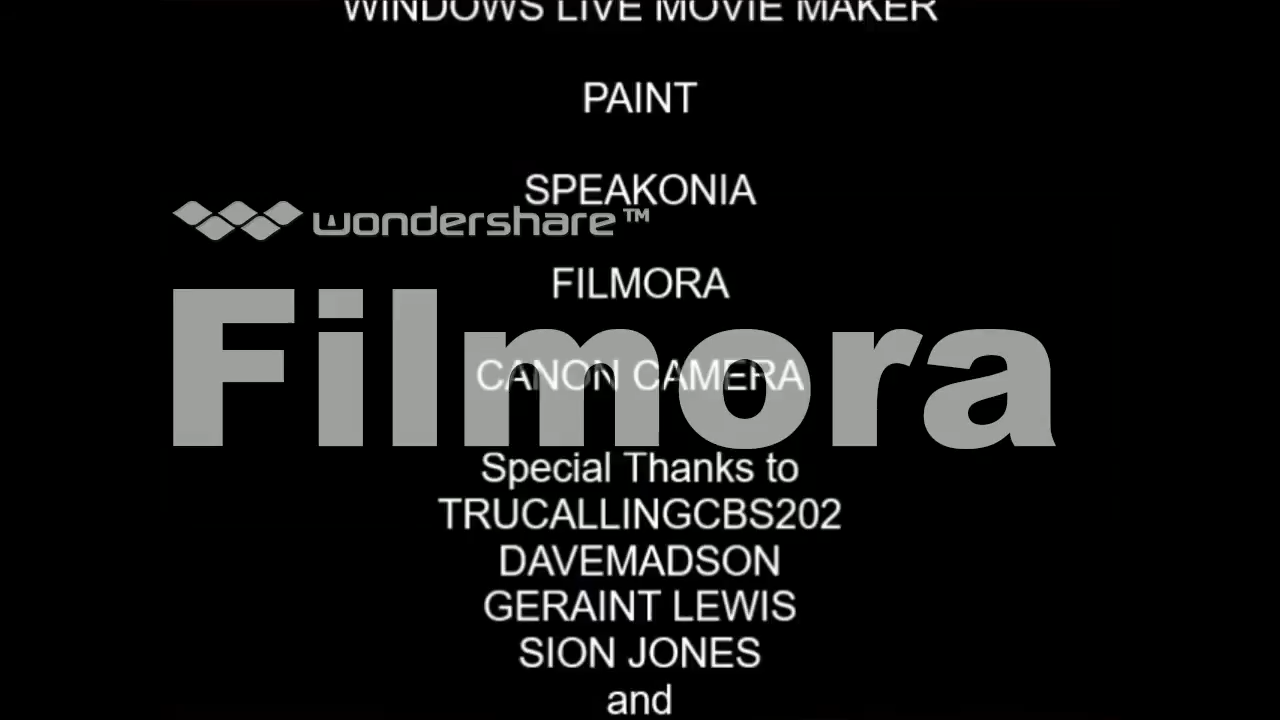 WINDOWS LIVE MOVIE MAKER
PAINT
SPEAKONIA
wondershare™
FILMORA
Filmora
CANON CAMERA
Special Thanks to
TRUCALLINGCBS202
DAVEMADSON
GERAINT LEWIS
SION JONES
and